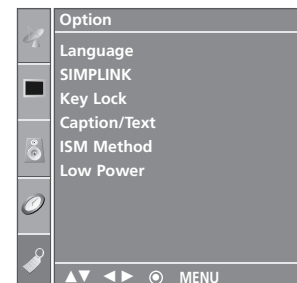 Option
Language
SIMPLINK
Key Lock
Caption/Text
ISM Method
Low Power
▲▼ ◄► ⦿ MENU